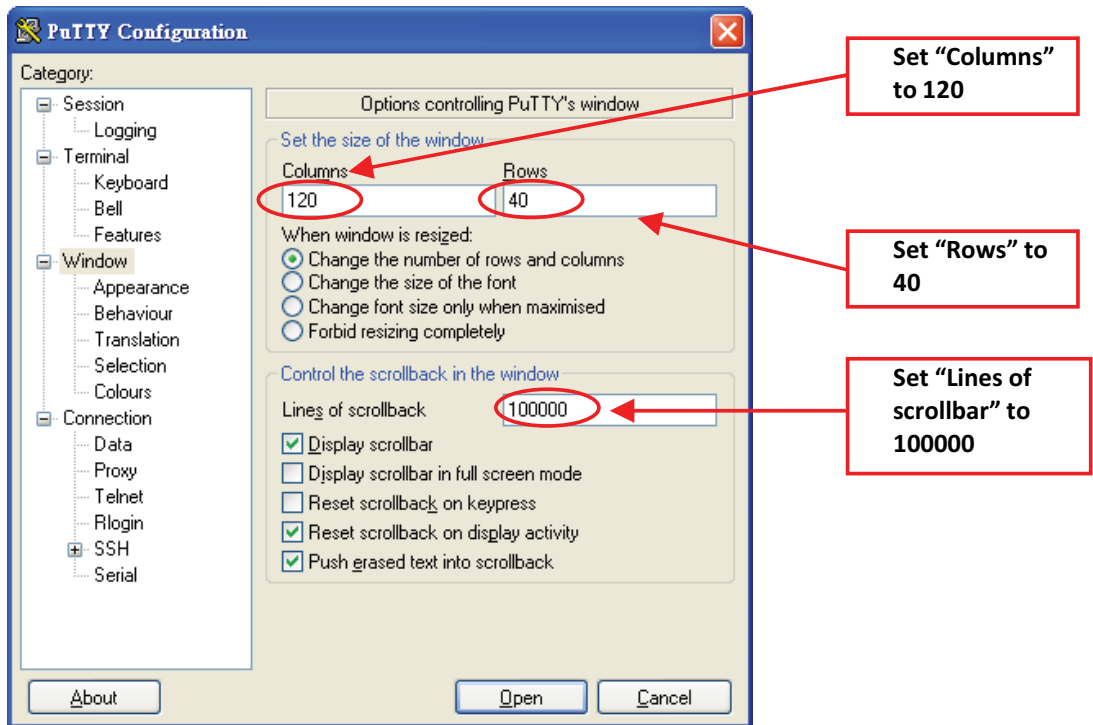 PuTTY Configuration
Category:
Session
Logging
Terminal
Keyboard
Bell
Features
Window
Appearance
Behaviour
Translation
Selection
Colours
Connection
Data
Proxy
Telnet
Rlogin
SSH
Serial
Options controlling PuTTY's window
Set the size of the window
Columns Rows
120 40
When window is resized:
Change the number of rows and columns
Change the size of the font
Change font size only when maximised
Forbid resizing completely
Control the scrollback in the window
Lines of scrollback 100000
Display scrollbar
Display scrollbar in full screen mode
Reset scrollback on keypress
Reset scrollback on display activity
Push erased text into scrollback
About Open Cancel
Set “Columns”
to 120
Set “Rows” to
40
Set “Lines of
scrollbar” to
100000